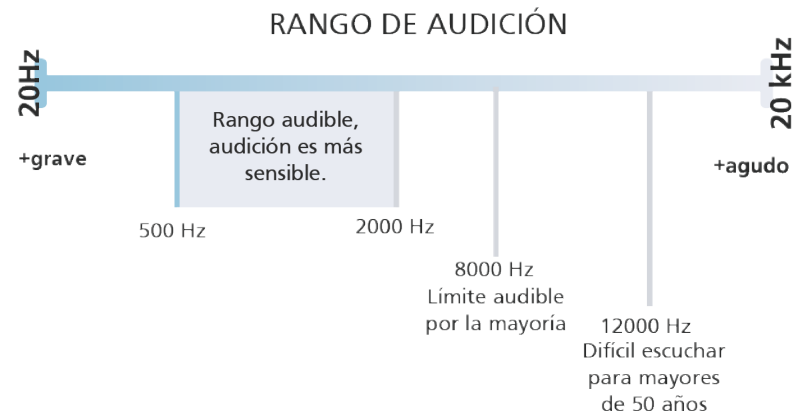 RANGO DE AUDICIÓN
20Hz
20 kHz
Rango audible,
audición es más
sensible.
+grave
+agudo
500 Hz
2000 Hz
8000 Hz
Límite audible
por la mayoría
12000 Hz
Difícil escuchar
para mayores
de 50 años